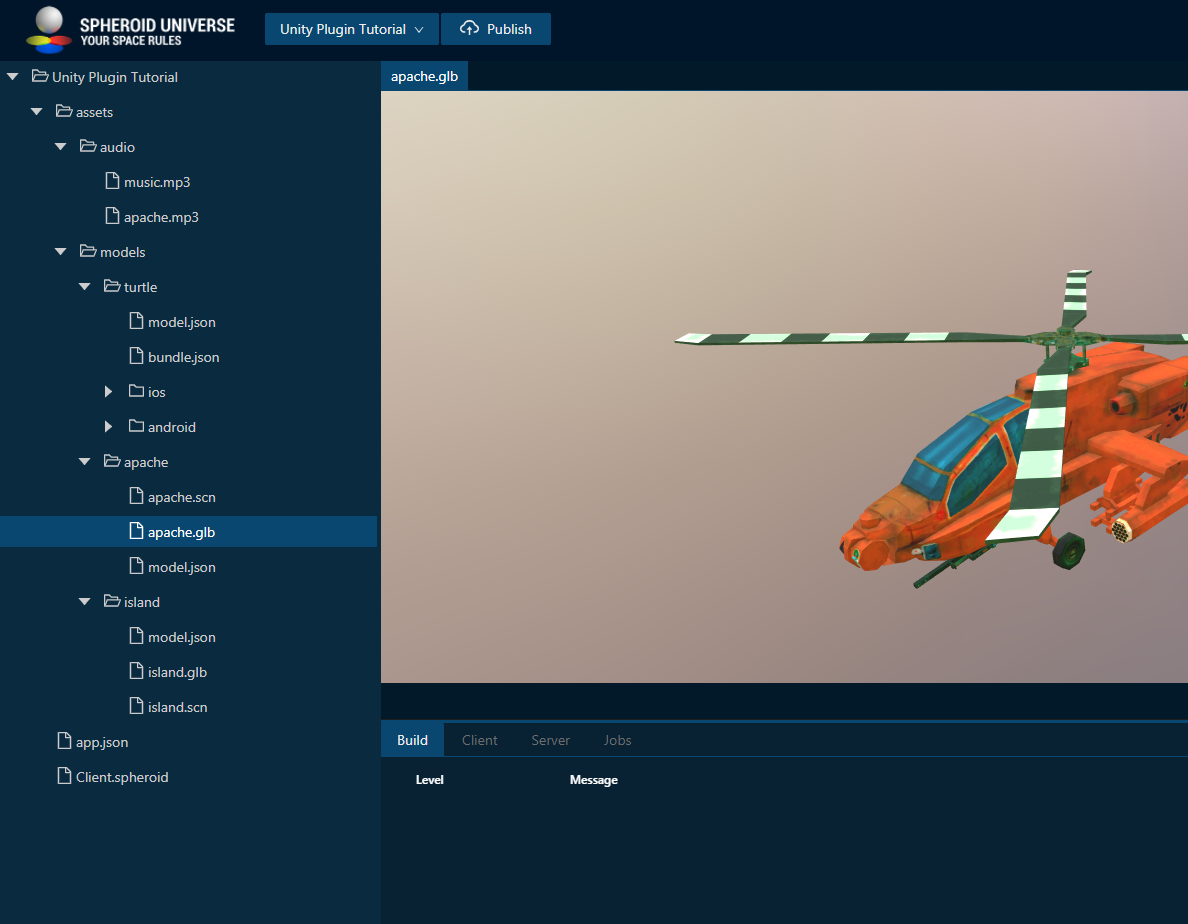 SPHEROID UNIVERSE
YOUR SPACE RULES
Unity Plugin Tutorial
Publish
Unity Plugin Tutorial
assets
audio
music.mp3
apache.mp3
models
turtle
model.json
bundle.json
ios
android
apache
apache.scn
apache.glb
model.json
island
model.json
island.glb
island.scn
app.json
Client.spheroid
apache.glb
Build Client Server Jobs
Level Message